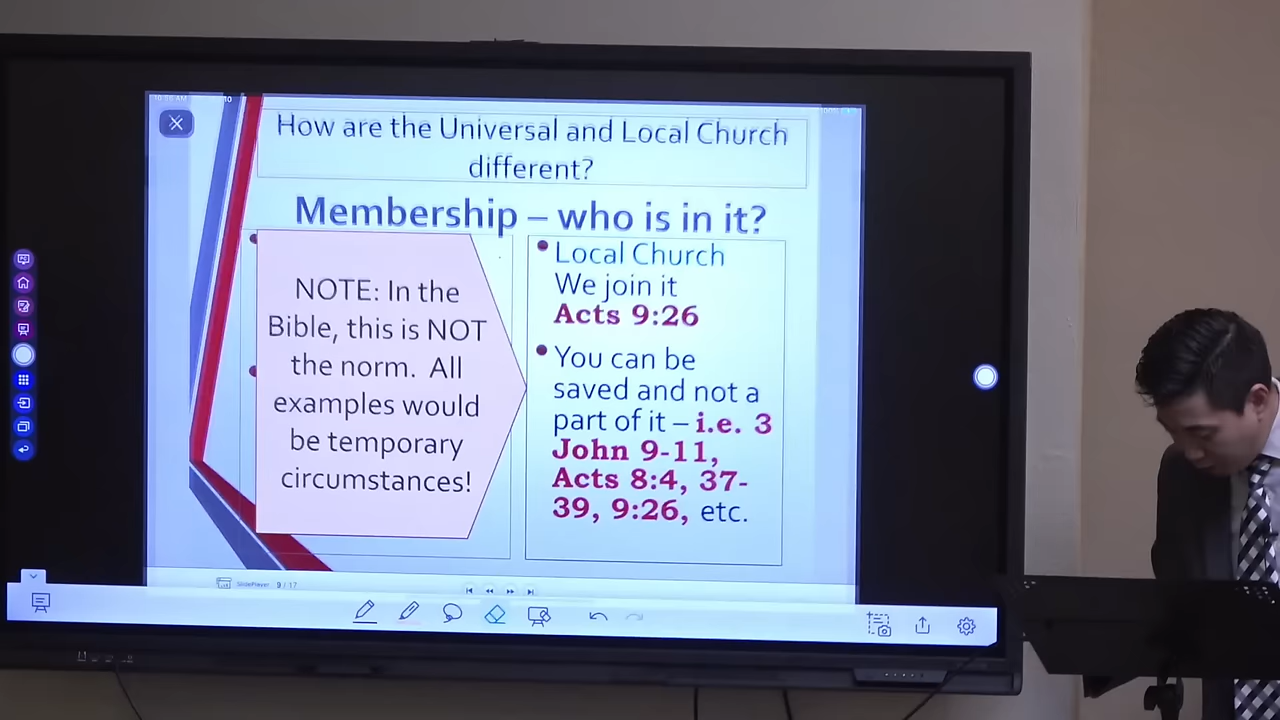 How are the Universal and Local Church
different?
Membership – who is in it?
NOTE: In the
Bible, this is NOT
the norm. All
examples would
be temporary
circumstances!
Local Church
We join it
Acts 9:26
You can be
saved and not a
part of it – i.e. 3
John 9-11,
Acts 8:4, 37-
39, 9:26, etc.
SlidePlayer 9 / 17